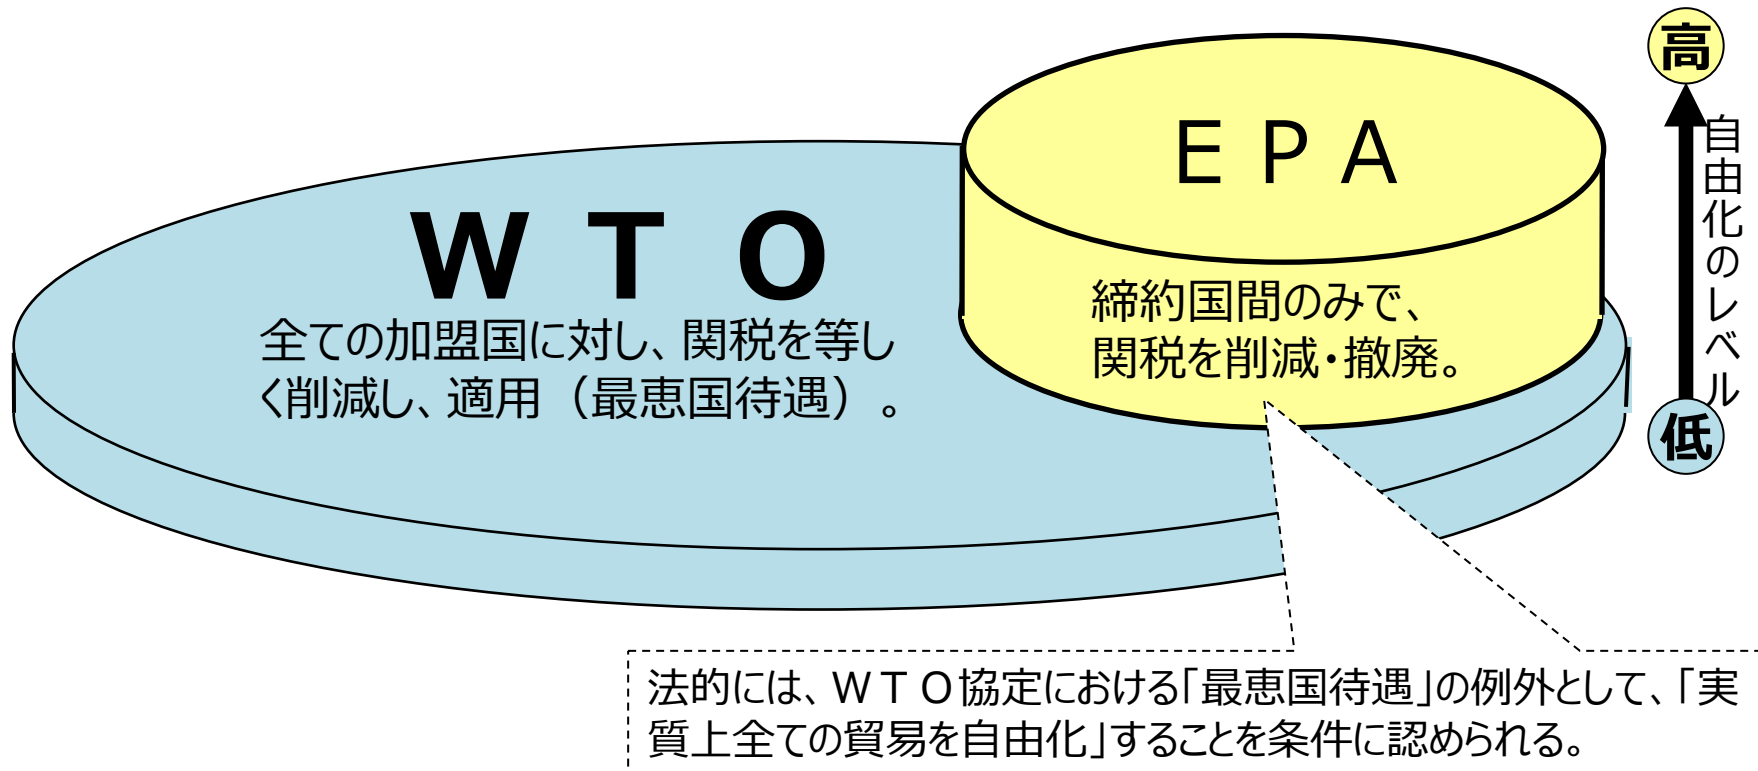 ＷＴＯ
全ての加盟国に対し、関税を等し
く削減し、適用（最恵国待遇）。
ＥＰＡ
締約国間のみで、
関税を削減・撤廃。
高
自由化のレベル
低
法的には、ＷＴＯ協定における「最恵国待遇」の例外として、「実
質上全ての貿易を自由化」することを条件に認められる。